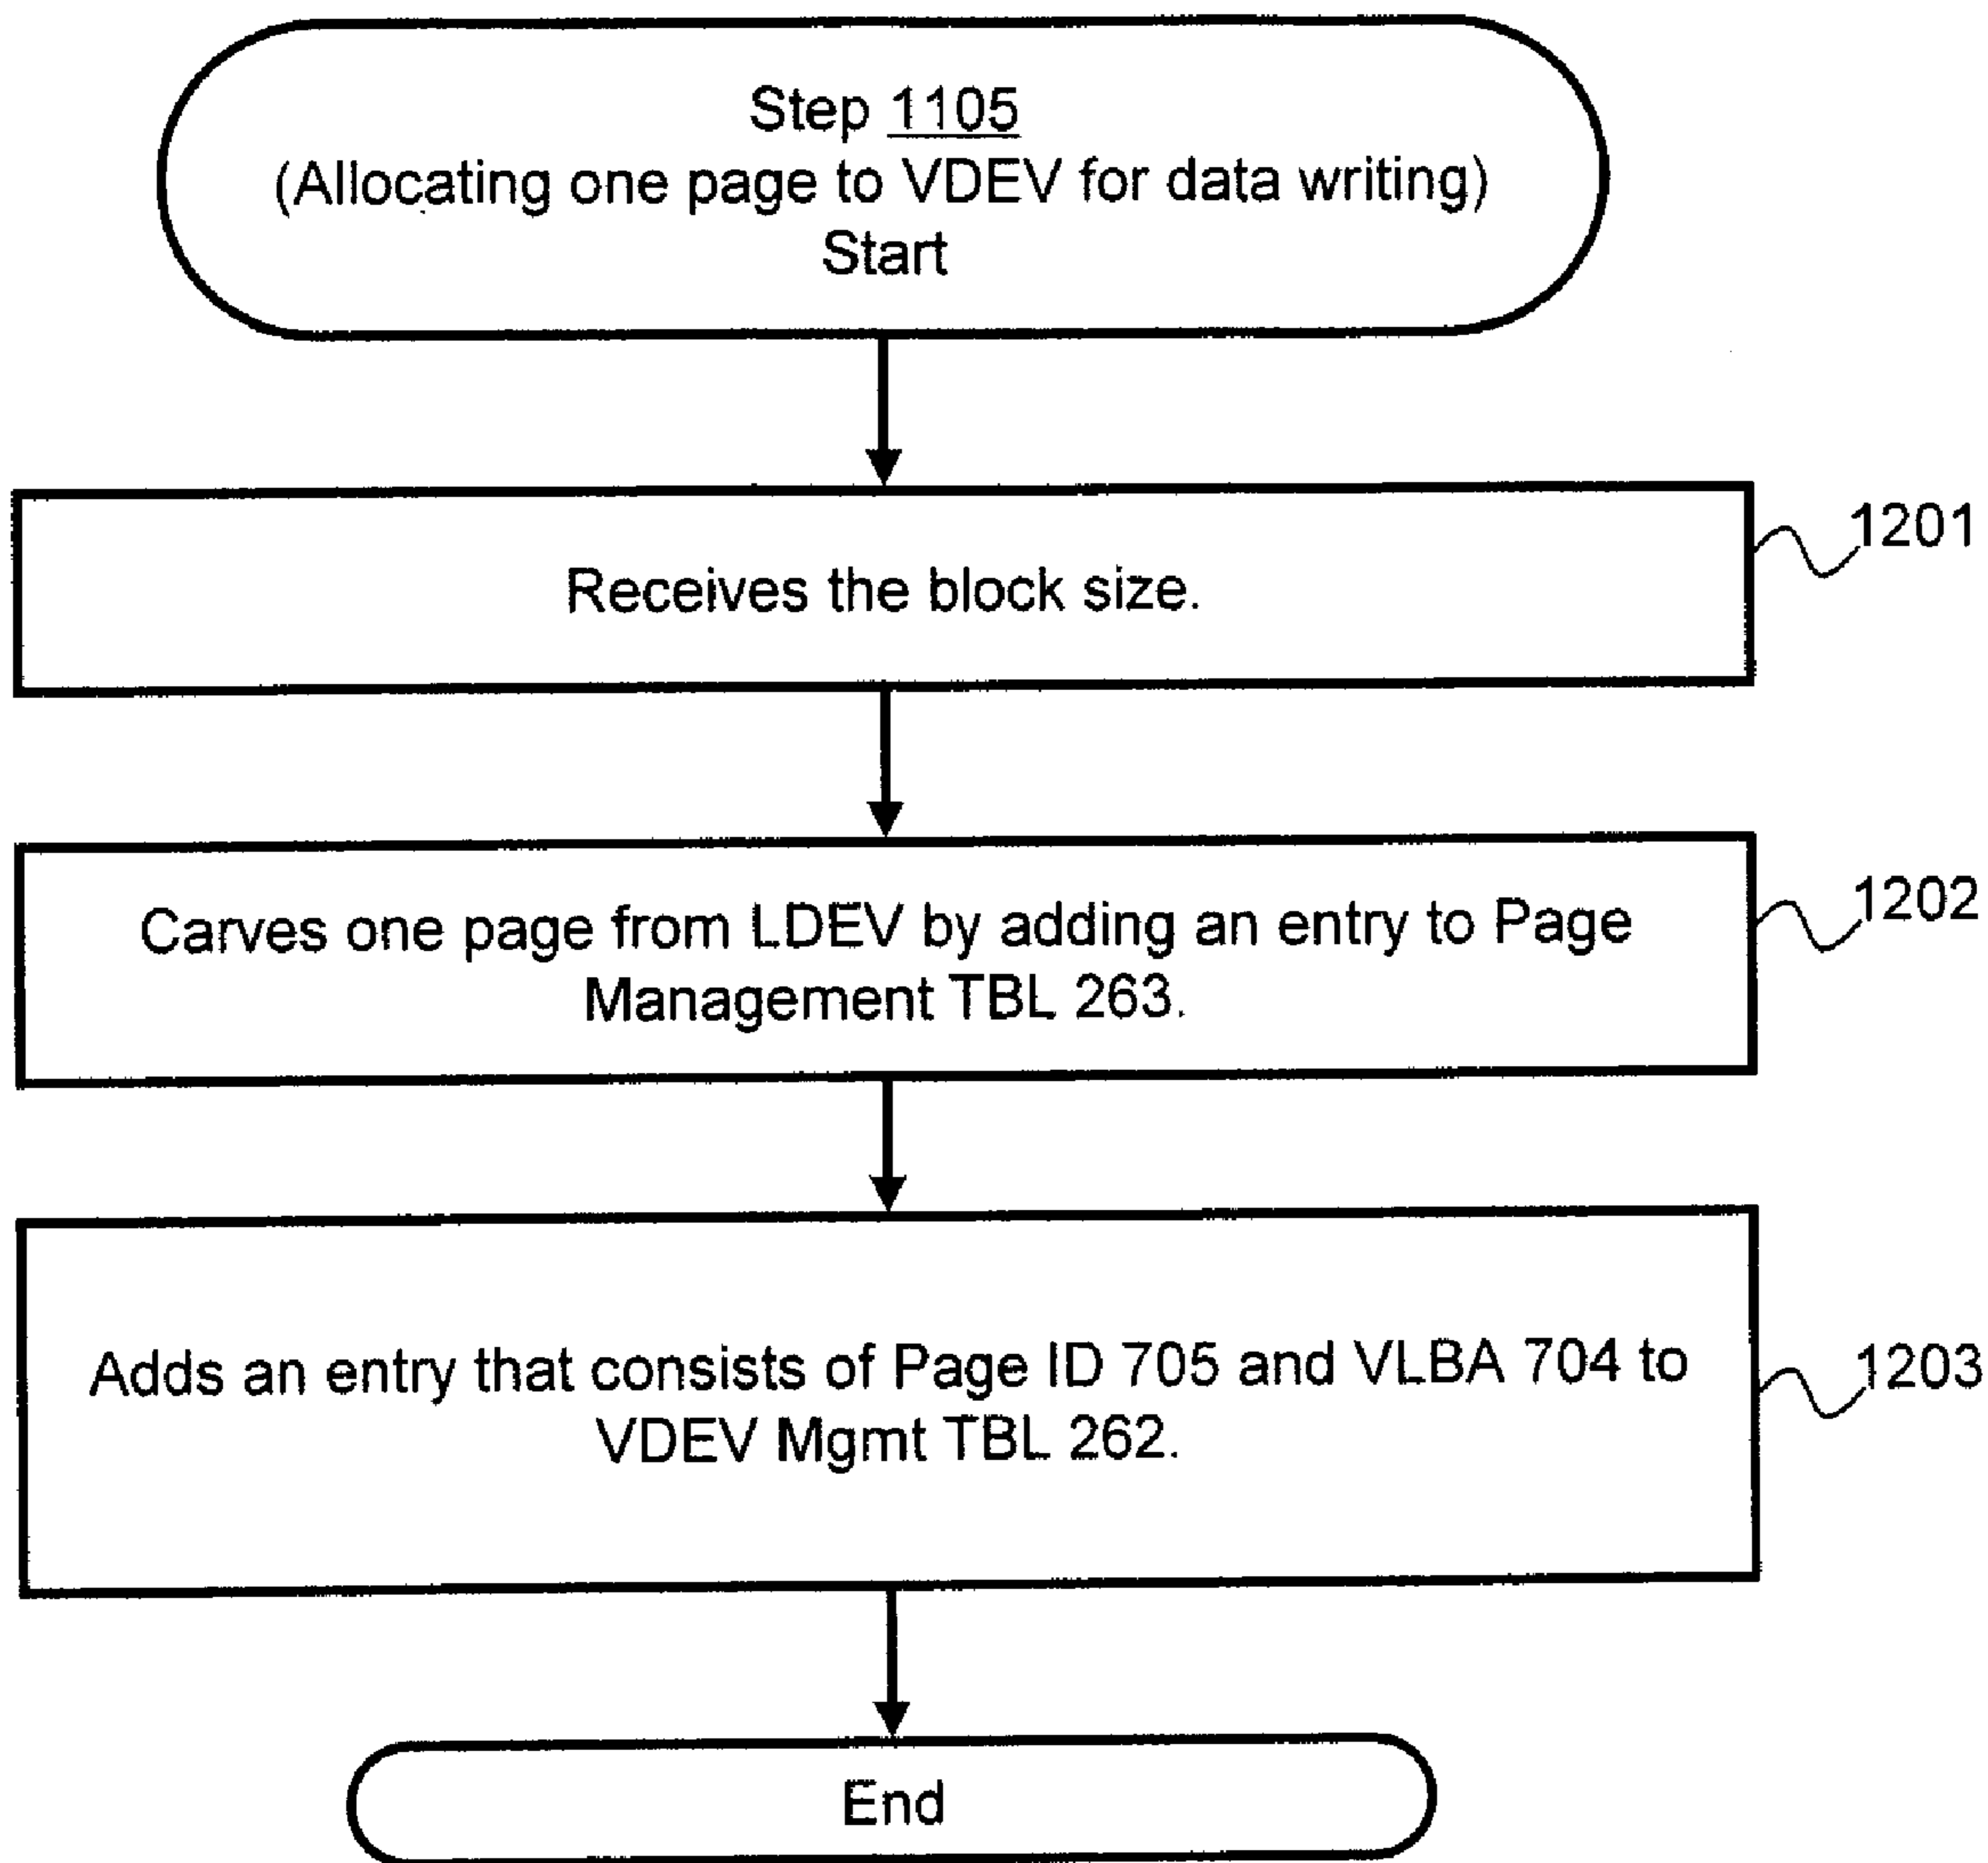 Step 1105
(Allocating one page to VDEV for data writing)
Start
1201
Receives the block size.
1202
Carves one page from LDEV by adding an entry to Page
Management TBL 263.
1203
Adds an entry that consists of Page ID 705 and VLBA 704 to
VDEV Mgmt TBL 262.
End